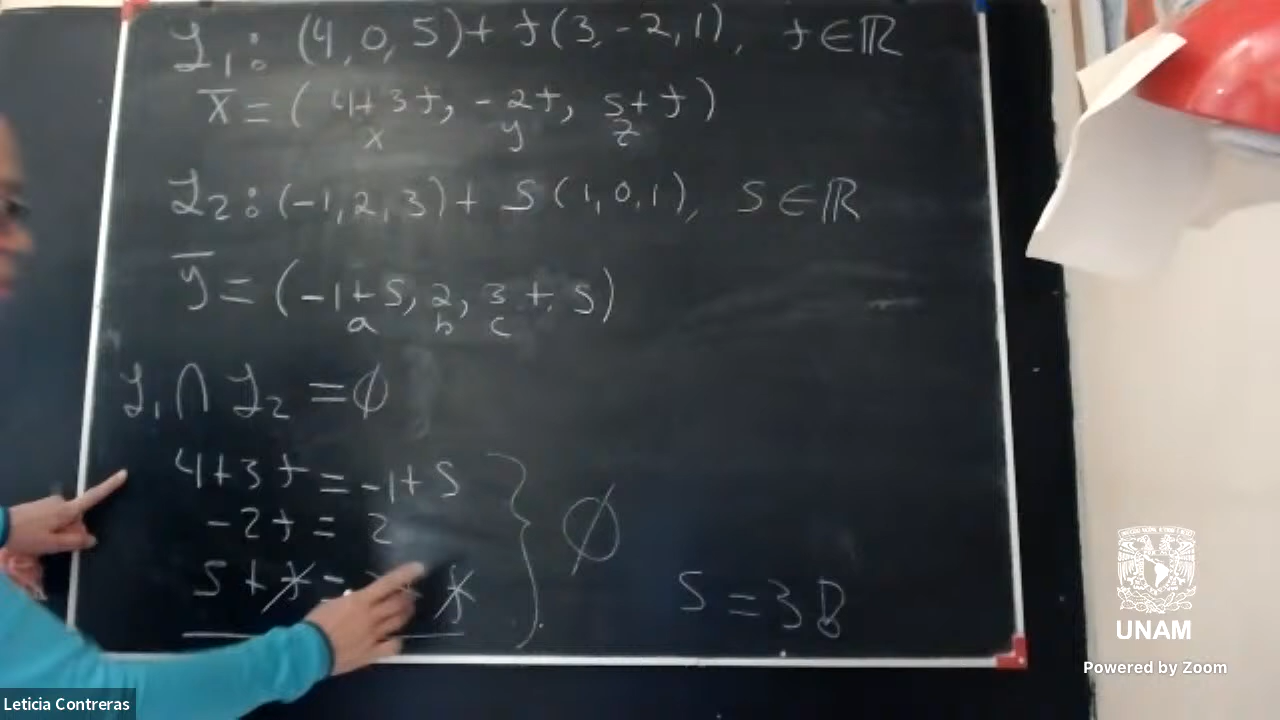 ℒ₁: (4, 0, 5) + t(3, -2, 1), t ∈ ℝ
x̄ = (4+3t, -2t, 5+t)
x y z
ℒ₂: (-1, 2, 3) + s(1, 0, 1), s ∈ ℝ
ȳ = (-1+s, 2, 3+s)
a b c
ℒ₁ ∩ ℒ₂ = ∅
4+3t = -1+s
-2t = 2
∅
5+t =
5 = 3
UNAM
Powered by Zoom
Leticia Contreras